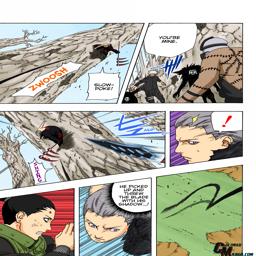 YOU'RE
MINE.
ZWOOSH
SLOW-
POKE!
!
HE PICKED
UP AND
THREW
THE BLADE
WITH HIS
SHADOW...!